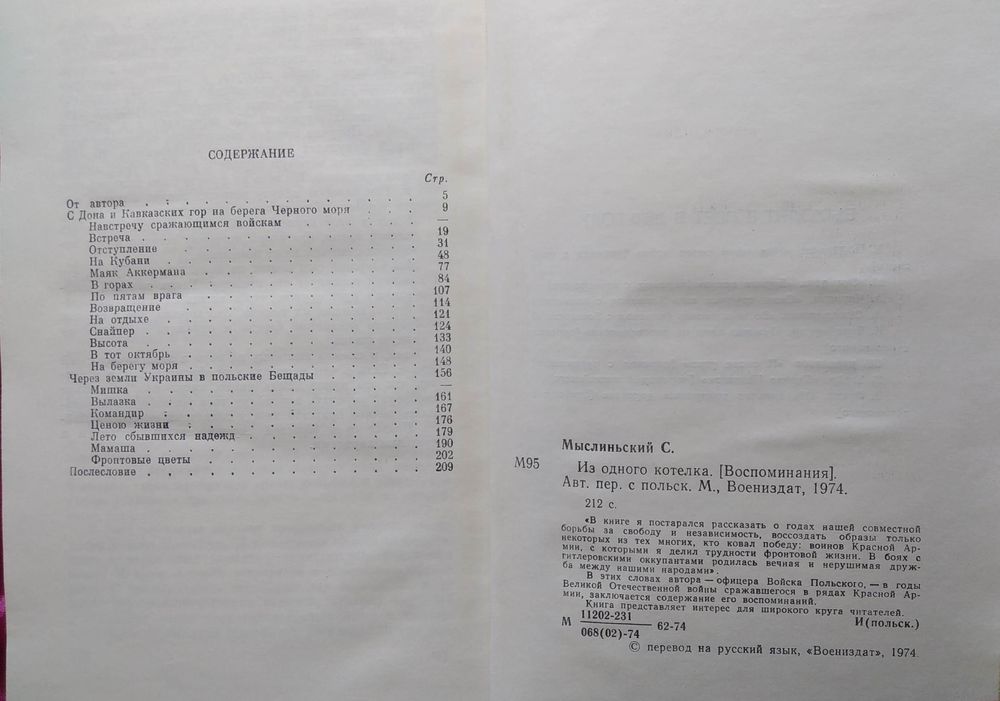 СОДЕРЖАНИЕ
Стр.
От автора . . . . . . . . . . . . 5
С Дона и Кавказских гор на берега Черного моря . . . 9
Навстречу сражающимся войскам . . . . . —
Встреча . . . . . . . . . . . . 19
Отступление . . . . . . . . . . . 31
На Кубани . . . . . . . . . . . 48
Маяк Аккермана . . . . . . . . . . 77
В горах . . . . . . . . . . . . 84
По пятам врага . . . . . . . . . . 107
Возвращение . . . . . . . . . . . 114
На отдыхе . . . . . . . . . . . 121
Снайпер . . . . . . . . . . . . 124
Высота . . . . . . . . . . . . 133
В тот октябрь . . . . . . . . . . 140
На берегу моря . . . . . . . . . . 148
Через земли Украины в польские Бещады . . . . . 156
Мишка . . . . . . . . . . . . —
Вылазка . . . . . . . . . . . . 161
Командир . . . . . . . . . . . 167
Ценою жизни . . . . . . . . . . 176
Лето сбывшихся надежд . . . . . . . . 179
Мамаша . . . . . . . . . . . . 190
Фронтовые цветы . . . . . . . . . . 202
Послесловие . . . . . . . . . . . . 209
Мыслиньский С.
М95 Из одного котелка. [Воспоминания].
Авт. пер. с польск. М., Воениздат, 1974.
212 с.
«В книге я постарался рассказать о годах нашей совместной
борьбы за свободу и независимость, воссоздать образы только
некоторых из тех многих, кто ковал победу: воинов Красной Ар-
мии, с которыми я делил трудности фронтовой жизни. В боях с
гитлеровскими оккупантами родилась вечная и нерушимая друж-
ба между нашими народами».
В этих словах автора — офицера Войска Польского, — в годы
Великой Отечественной войны сражавшегося в рядах Красной Ар-
мии, заключается содержание его воспоминаний.
Книга представляет интерес для широкого круга читателей.
М 11202-231
068(02)-74 62-74 И(польск.)
© перевод на русский язык, «Воениздат», 1974.